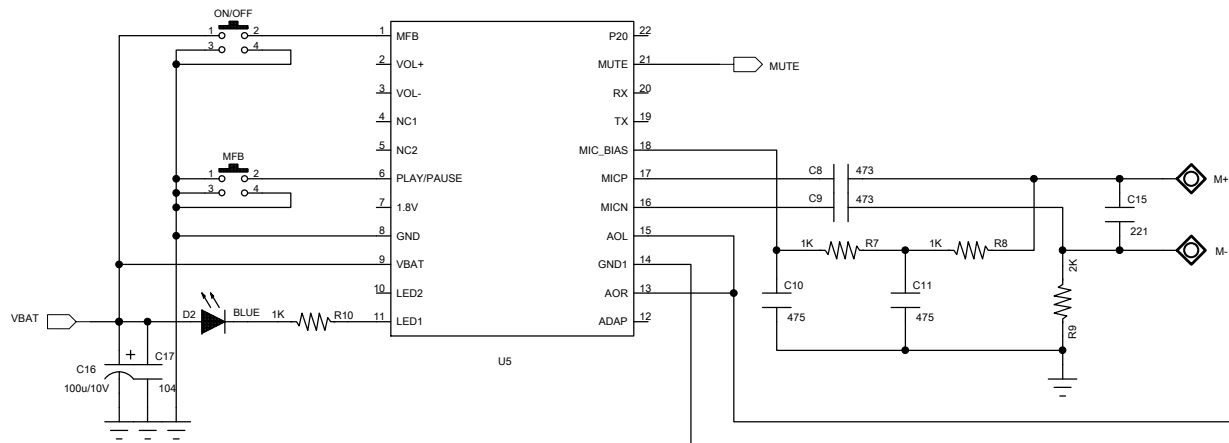 ON/OFF
1 2
3 4
1 MFB
2 VOL+
3 VOL-
4 NC1
5 NC2
6 PLAY/PAUSE
7 1.8V
8 GND
9 VBAT
10 LED2
11 LED1
P20 22
MUTE 21
RX 20
TX 19
MIC_BIAS 18
MICP 17
MICN 16
AOL 15
GND1 14
AOR 13
ADAP 12
U5
MUTE
MFB
1 2
3 4
VBAT
D2 BLUE 1K R10
+
C16
100u/10V
C17
104
C8 473
C9 473
1K R7
1K R8
C10
475
C11
475
2K
R9
C15
221
M+
M-